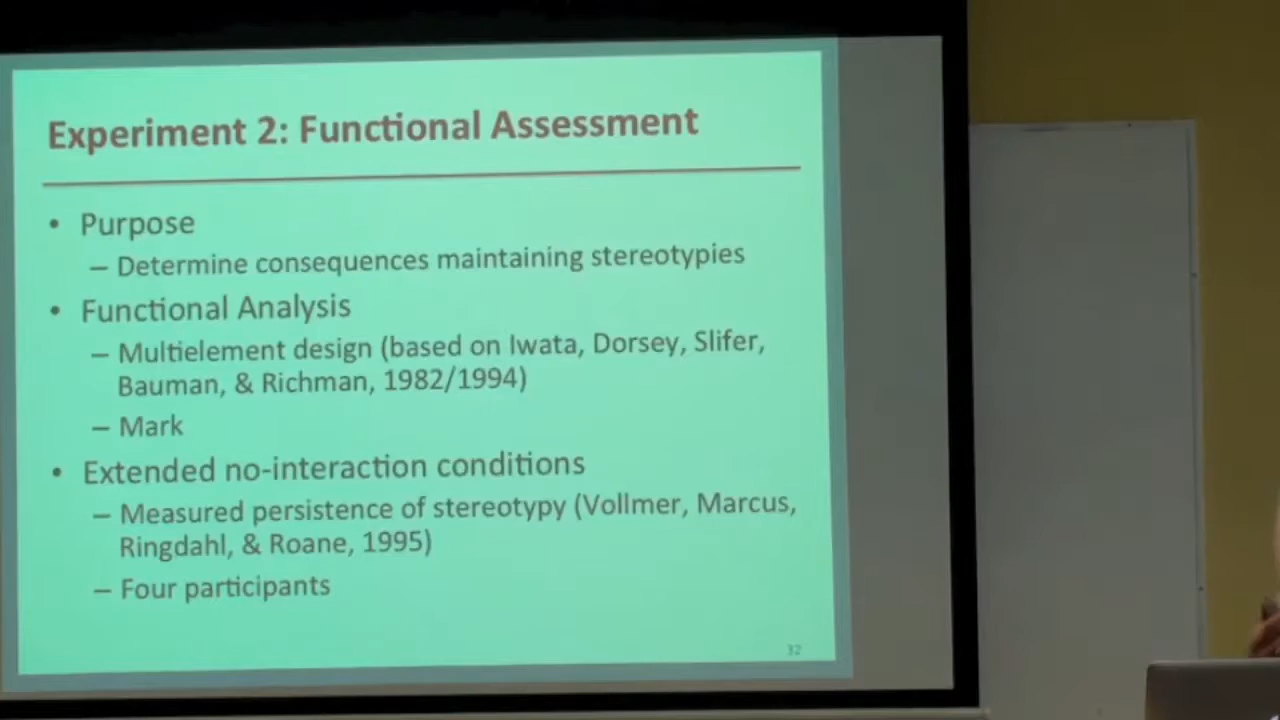 Experiment 2: Functional Assessment
• Purpose
– Determine consequences maintaining stereotypies
• Functional Analysis
– Multielement design (based on Iwata, Dorsey, Slifer,
Bauman, & Richman, 1982/1994)
– Mark
• Extended no-interaction conditions
– Measured persistence of stereotypy (Vollmer, Marcus,
Ringdahl, & Roane, 1995)
– Four participants
32